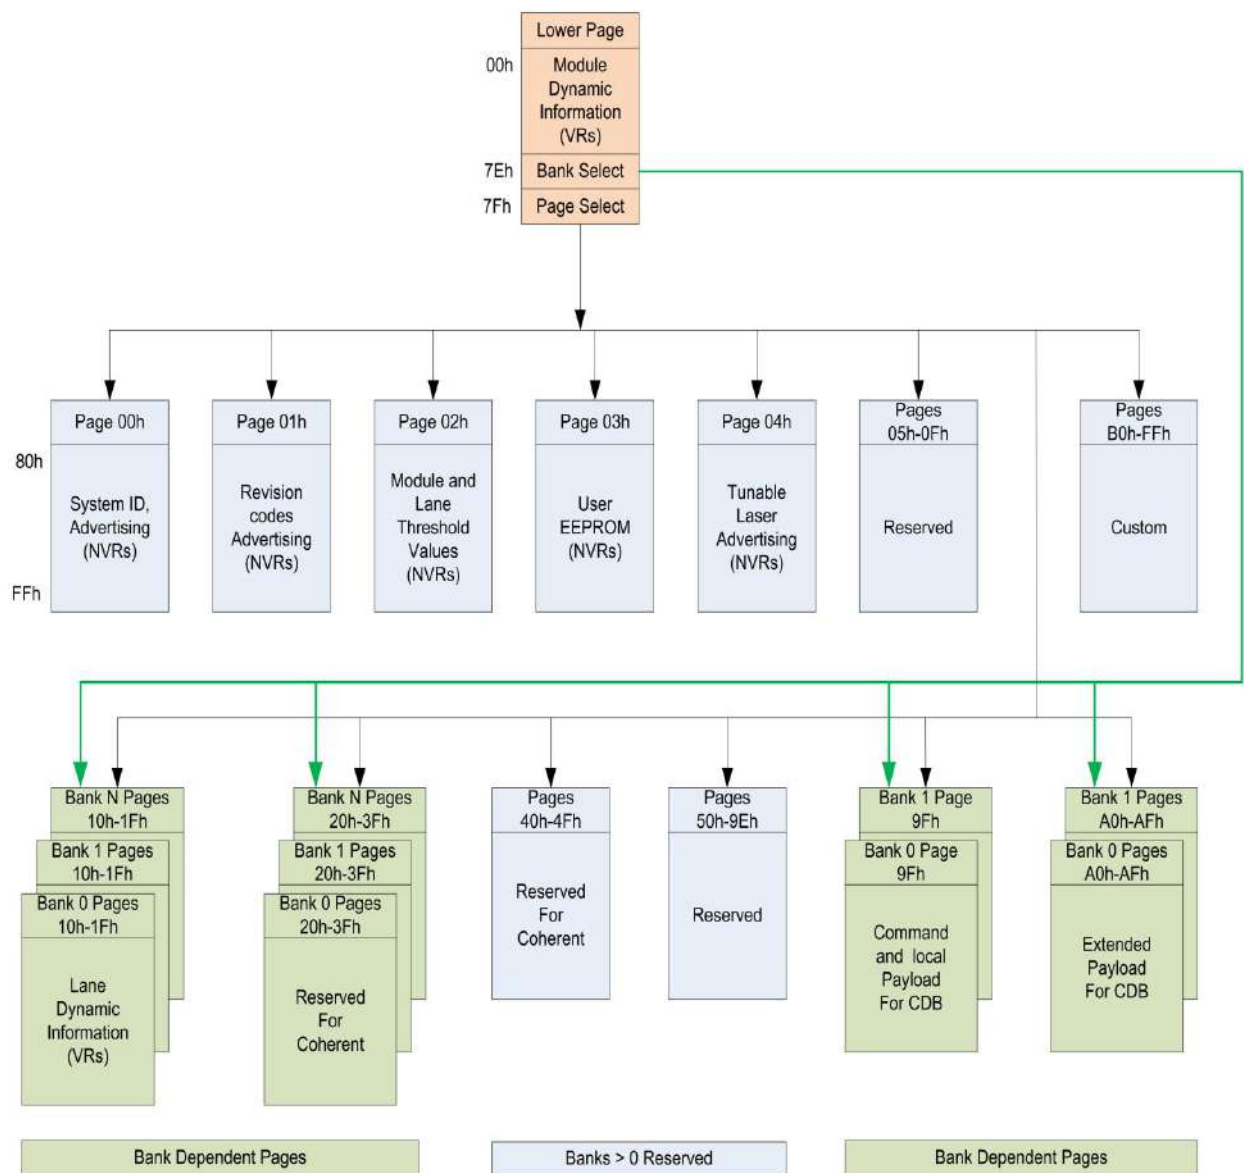 Lower Page
00h
Module
Dynamic
Information
(VRs)
7Eh
Bank Select
7Fh
Page Select
Page 00h
Page 01h
Page 02h
Page 03h
Page 04h
Pages
05h-0Fh
Pages
B0h-FFh
80h
FFh
System ID,
Advertising
(NVRs)
Revision
codes
Advertising
(NVRs)
Module and
Lane
Threshold
Values
(NVRs)
User
EEPROM
(NVRs)
Tunable
Laser
Advertising
(NVRs)
Reserved
Custom
Bank N Pages
10h-1Fh
Bank 1 Pages
10h-1Fh
Bank 0 Pages
10h-1Fh
Lane
Dynamic
Information
(VRs)
Bank N Pages
20h-3Fh
Bank 1 Pages
20h-3Fh
Bank 0 Pages
20h-3Fh
Reserved
For
Coherent
Pages
40h-4Fh
Reserved
For
Coherent
Pages
50h-9Eh
Reserved
Bank 1 Page
9Fh
Bank 0 Page
9Fh
Command
and local
Payload
For CDB
Bank 1 Pages
A0h-AFh
Bank 0 Pages
A0h-AFh
Extended
Payload
For CDB
Bank Dependent Pages
Banks > 0 Reserved
Bank Dependent Pages